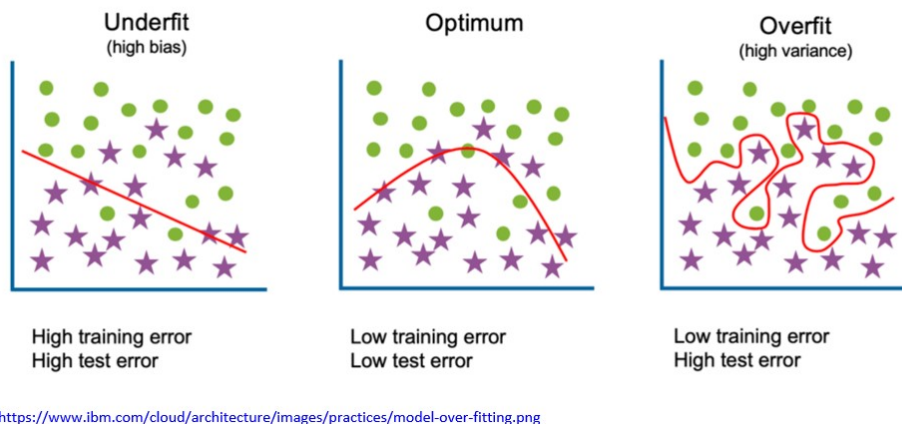 Underfit
(high bias)
High training error
High test error
Optimum
Low training error
Low test error
Overfit
(high variance)
Low training error
High test error
https://www.ibm.com/cloud/architecture/images/practices/model-over-fitting.png